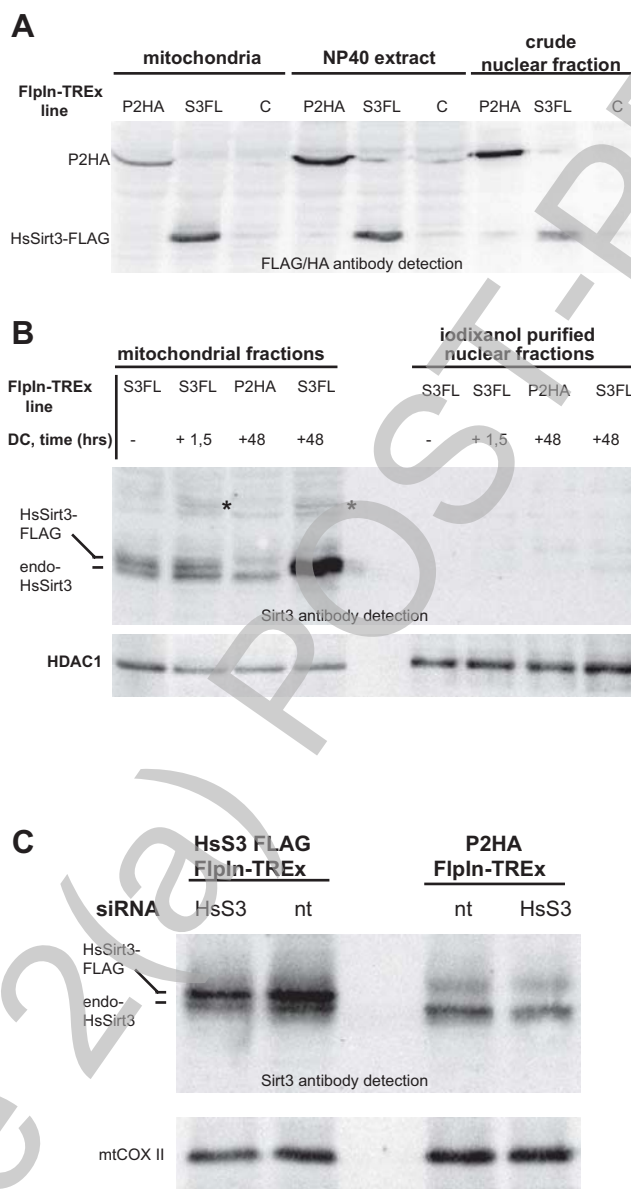 A
mitochondria NP40 extract crude nuclear fraction
FlpIn-TREx line
P2HA S3FL C P2HA S3FL C P2HA S3FL C
P2HA
HsSirt3-FLAG
FLAG/HA antibody detection
B
mitochondrial fractions iodixanol purified nuclear fractions
FlpIn-TREx line
S3FL S3FL P2HA S3FL S3FL S3FL P2HA S3FL
DC, time (hrs) - + 1,5 +48 +48 - + 1,5 +48 +48
* *
HsSirt3-FLAG
endo-HsSirt3
Sirt3 antibody detection
HDAC1
C
HsS3 FLAG P2HA
FlpIn-TREx FlpIn-TREx
siRNA HsS3 nt nt HsS3
HsSirt3-FLAG
endo-HsSirt3
Sirt3 antibody detection
mtCOX II
e 2(a) POST-P